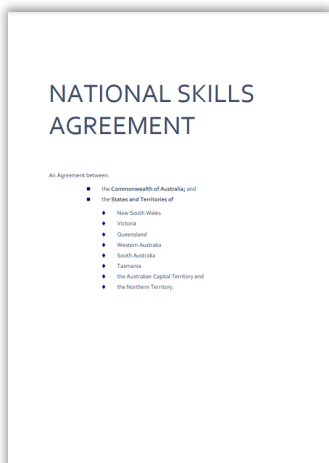 NATIONAL SKILLS
AGREEMENT
An Agreement between:
the Commonwealth of Australia; and
the States and Territories of
New South Wales
Victoria
Queensland
Western Australia
South Australia
Tasmania
the Australian Capital Territory and
the Northern Territory.